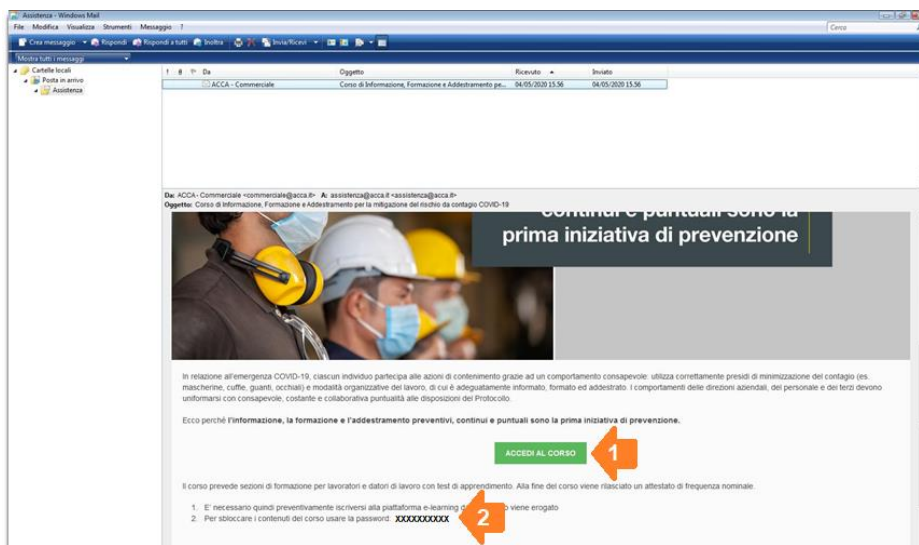 Assistenza - Windows Mail
File Modifica Visualizza Strumenti Messaggio ?
Cerca
Crea messaggio Rispondi Rispondi a tutti Inoltra Invia/Ricevi
Mostra tutti i messaggi
Cartelle locali
Posta in arrivo
Assistenza
! Da Oggetto Ricevuto Inviato
ACCA - Commerciale Corso di Informazione, Formazione e Addestramento pe... 04/05/2020 15.56 04/05/2020 15.56
Da: ACCA - Commerciale <commerciale@acca.it> A: assistenza@acca.it <assistenza@acca.it>
Oggetto: Corso di Informazione, Formazione e Addestramento per la mitigazione del rischio da contagio COVID-19
continui e puntuali sono la
prima iniziativa di prevenzione
In relazione all'emergenza COVID-19, ciascun individuo partecipa alle azioni di contenimento grazie ad un comportamento consapevole: utilizza correttamente presidi di minimizzazione del contagio (es.
mascherine, cuffie, guanti, occhiali) e modalità organizzative del lavoro, di cui è adeguatamente informato, formato ed addestrato. I comportamenti delle direzioni aziendali, del personale e dei terzi devono
uniformarsi con consapevole, costante e collaborativa puntualità alle disposizioni del Protocollo.
Ecco perché l'informazione, la formazione e l'addestramento preventivi, continui e puntuali sono la prima iniziativa di prevenzione.
ACCEDI AL CORSO
1
Il corso prevede sezioni di formazione per lavoratori e datori di lavoro con test di apprendimento. Alla fine del corso viene rilasciato un attestato di frequenza nominale.
1. E' necessario quindi preventivamente iscriversi alla piattaforma e-learning viene erogato
2. Per sbloccare i contenuti del corso usare la password: XXXXXXXXXX
2